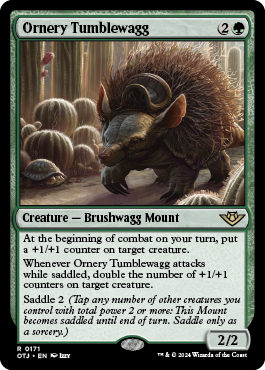 Ornery Tumblewagg 2
Creature — Brushwagg Mount
At the beginning of combat on your turn, put
a +1/+1 counter on target creature.
Whenever Ornery Tumblewagg attacks
while saddled, double the number of +1/+1
counters on target creature.
Saddle 2 (Tap any number of other creatures you
control with total power 2 or more: This Mount
becomes saddled until end of turn. Saddle only as
a sorcery.)
2/2
R 0171
OTJ • EN Izzy
™ & © 2024 Wizards of the Coast